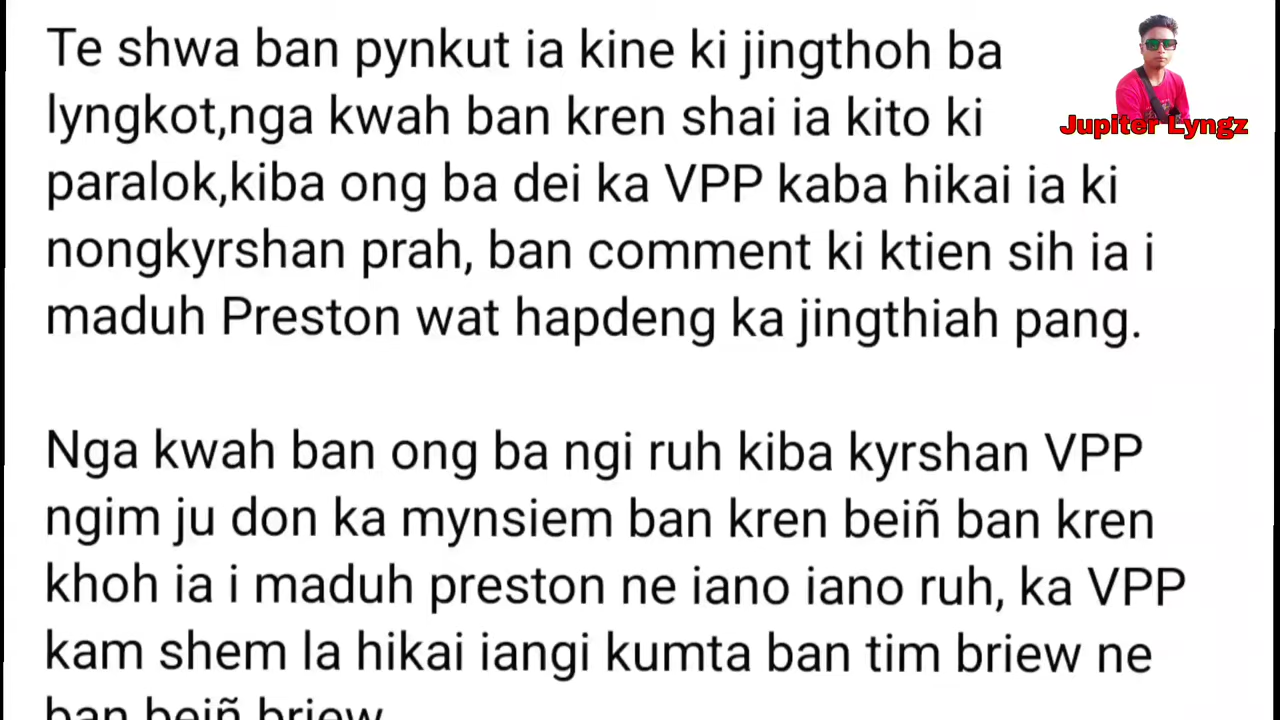 Te shwa ban pynkut ia kine ki jingthoh ba
lyngkot,nga kwah ban kren shai ia kito ki
paralok,kiba ong ba dei ka VPP kaba hikai ia ki
nongkyrshan prah, ban comment ki ktien sih ia i
maduh Preston wat hapdeng ka jingthiah pang.
Nga kwah ban ong ba ngi ruh kiba kyrshan VPP
ngim ju don ka mynsiem ban kren beiñ ban kren
khoh ia i maduh preston ne iano iano ruh, ka VPP
kam shem la hikai iangi kumta ban tim briew ne
ban beiñ briew
Jupiter Lyngz